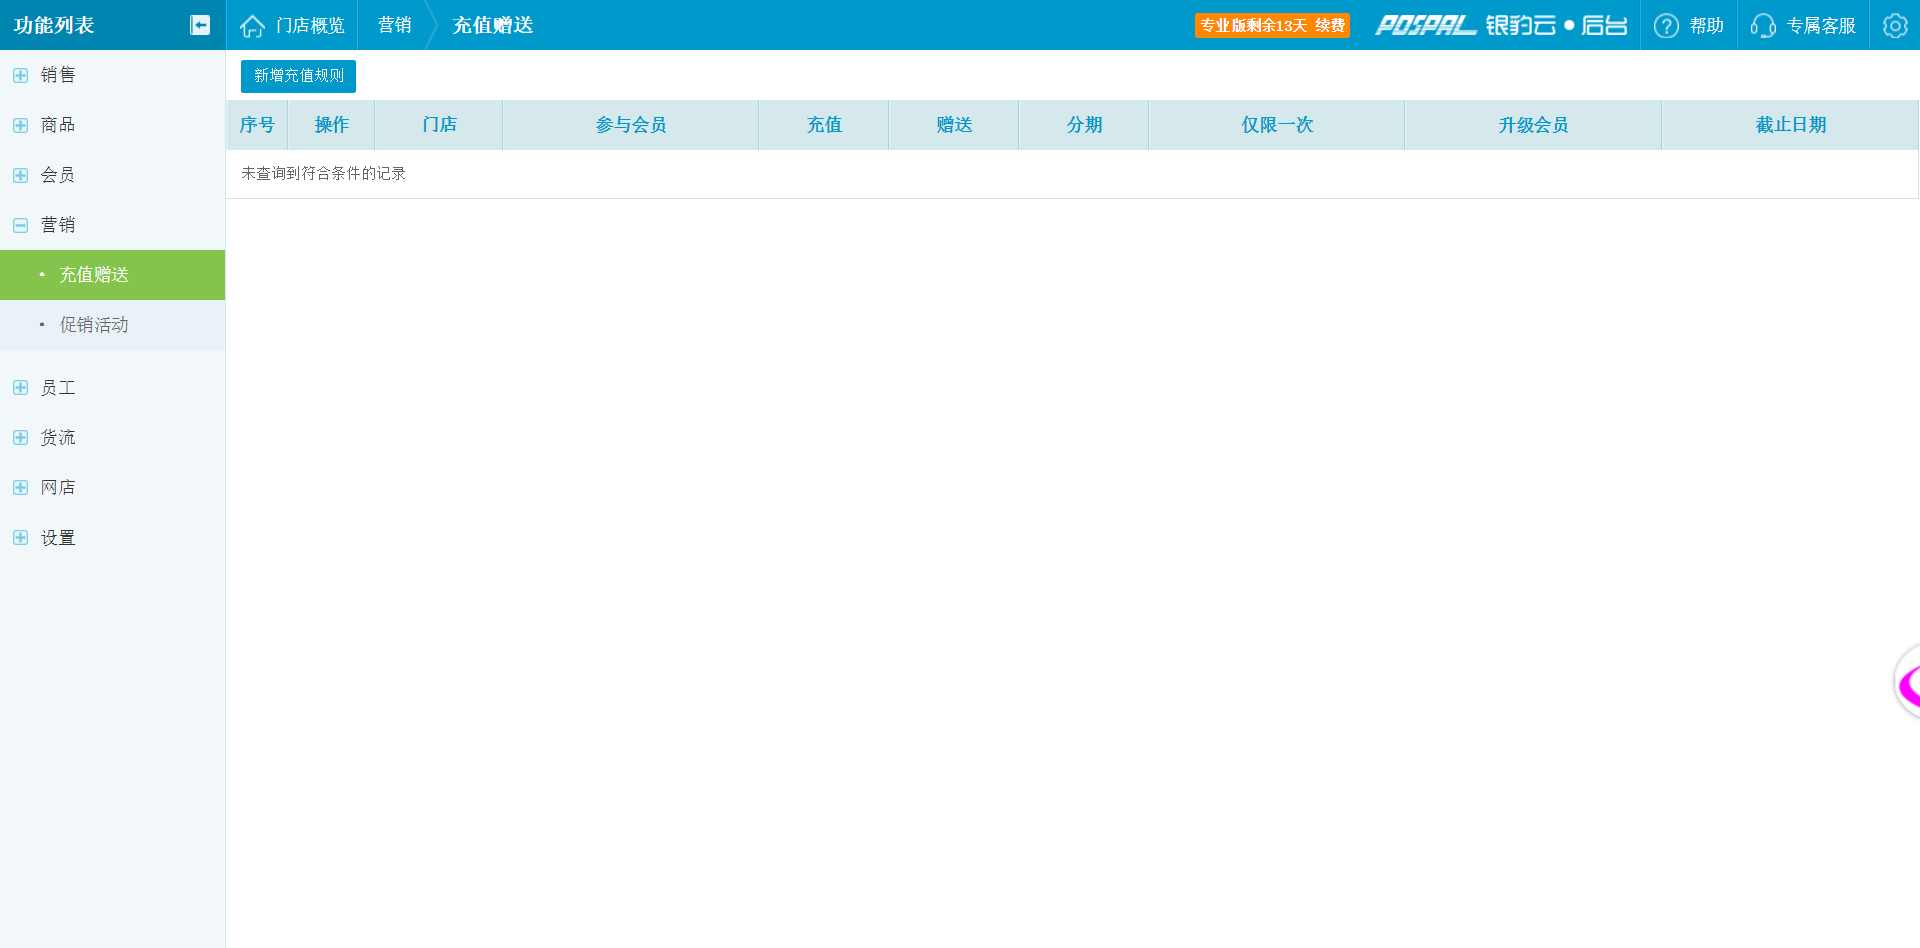 功能列表
门店概览
营销
充值赠送
专业版剩余13天 续费
POSPAL 银豹云●后台
帮助
专属客服
销售
商品
会员
营销
• 充值赠送
• 促销活动
员工
货流
网店
设置
新增充值规则
序号 操作 门店 参与会员 充值 赠送 分期 仅限一次 升级会员 截止日期
未查询到符合条件的记录